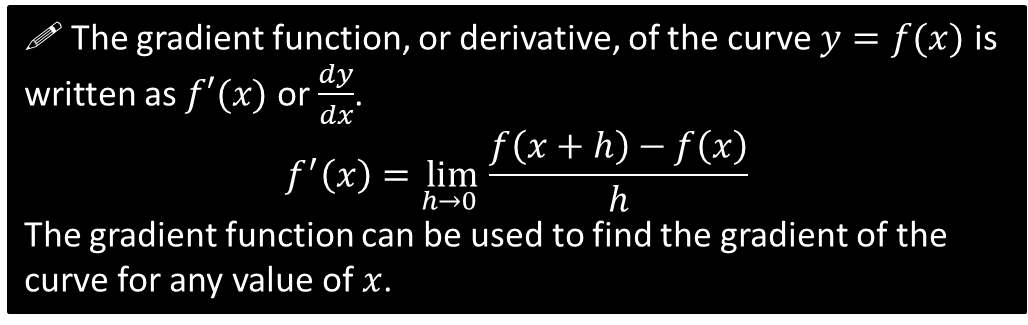 The gradient function, or derivative, of the curve y = f(x) is
written as f′(x) or dy/dx.
f′(x) = lim h→0 (f(x + h) − f(x))/h
The gradient function can be used to find the gradient of the
curve for any value of x.